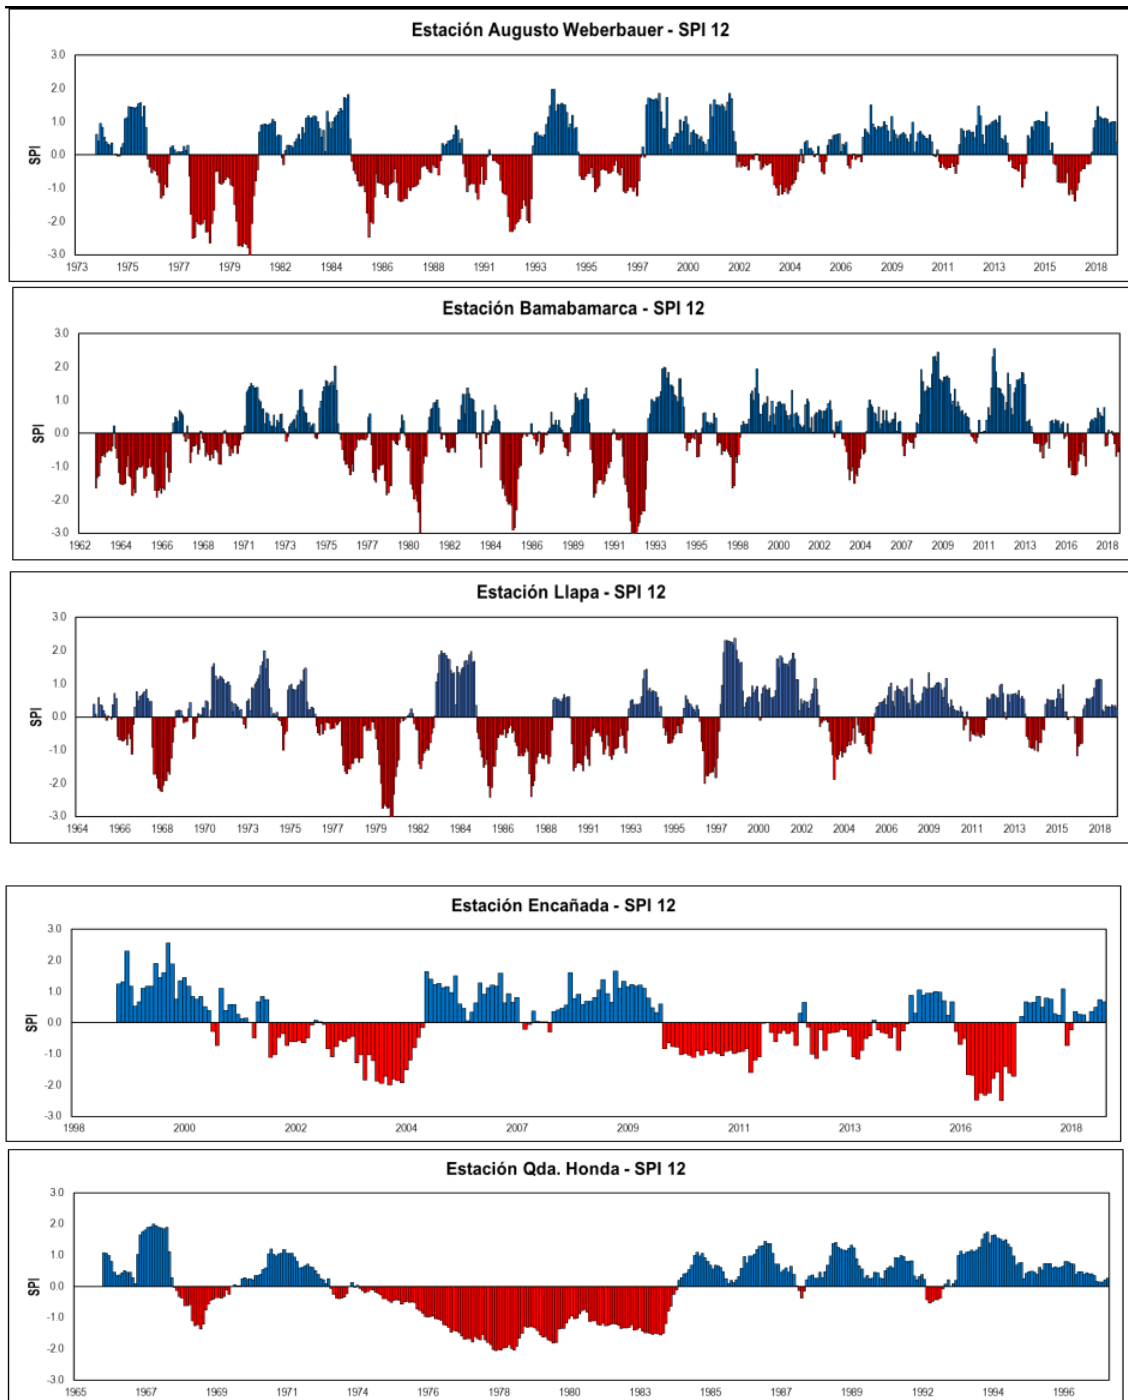 Estación Augusto Weberbauer - SPI 12
3.0
2.0
1.0
0.0
-1.0
-2.0
-3.0
SPI
1973 1975 1977 1979 1982 1984 1986 1988 1991 1993 1995 1997 2000 2002 2004 2006 2009 2011 2013 2015 2018
Estación Bamabamarca - SPI 12
3.0
2.0
1.0
0.0
-1.0
-2.0
-3.0
SPI
1962 1964 1966 1968 1971 1973 1975 1977 1980 1982 1984 1986 1989 1991 1993 1995 1998 2000 2002 2004 2007 2009 2011 2013 2016 2018
Estación Llapa - SPI 12
3.0
2.0
1.0
0.0
-1.0
-2.0
-3.0
SPI
1964 1966 1968 1970 1973 1975 1977 1979 1982 1984 1986 1988 1991 1993 1995 1997 2000 2002 2004 2006 2009 2011 2013 2015 2018
Estación Encañada - SPI 12
3.0
2.0
1.0
0.0
-1.0
-2.0
-3.0
SPI
1998 2000 2002 2004 2007 2009 2011 2013 2016 2018
Estación Qda. Honda - SPI 12
3.0
2.0
1.0
0.0
-1.0
-2.0
-3.0
SPI
1965 1967 1969 1971 1974 1976 1978 1980 1983 1985 1987 1989 1992 1994 1996